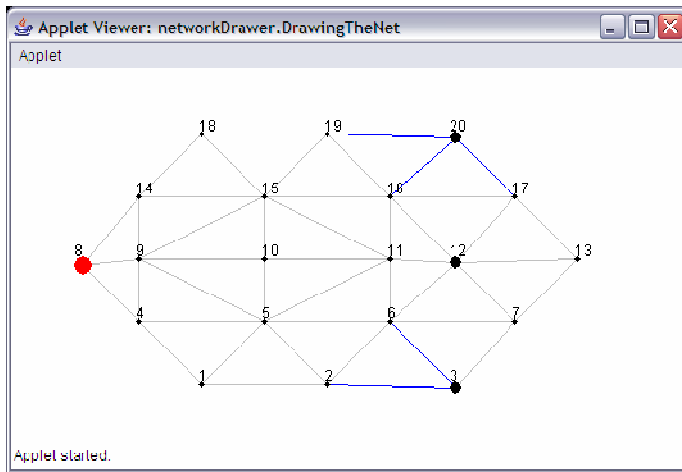 Applet Viewer: networkDrawer.DrawingTheNet
Applet
18 19 20
14 15 16 17
8 9 10 11 12 13
4 5 6 7
1 2 3
Applet started.